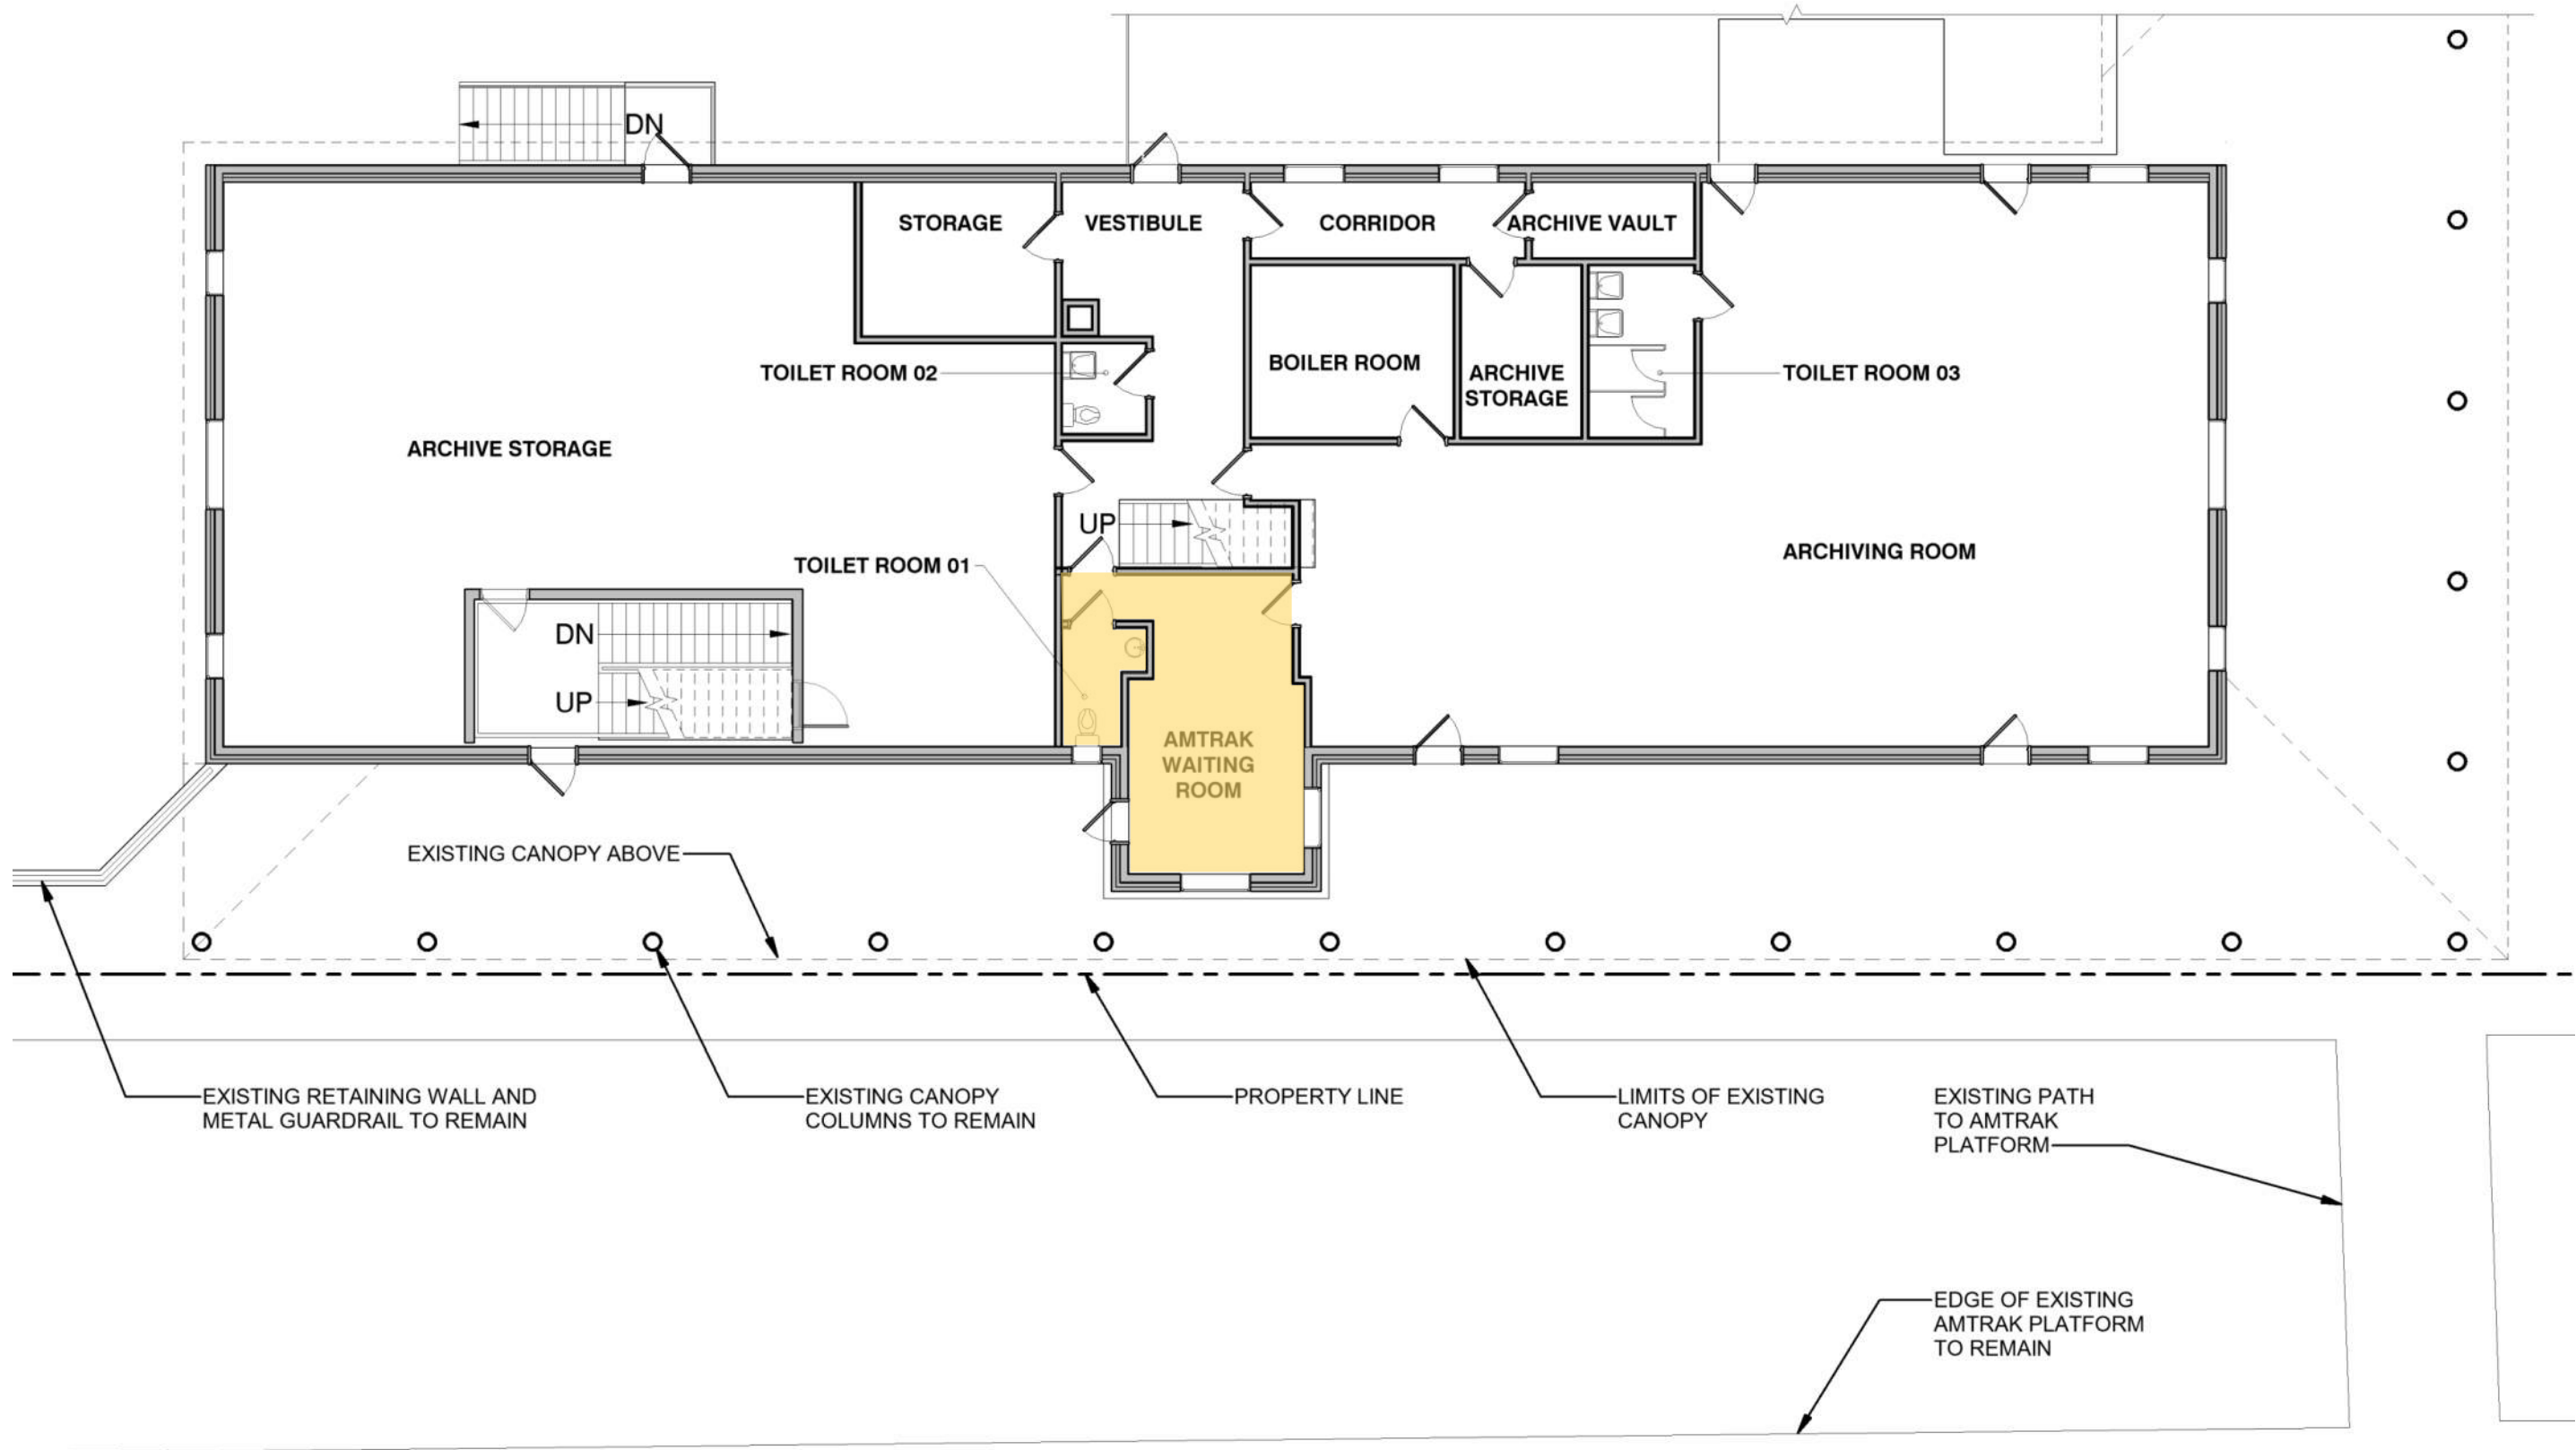 DN
STORAGE
VESTIBULE
CORRIDOR
ARCHIVE VAULT
TOILET ROOM 02
BOILER ROOM
ARCHIVE
STORAGE
TOILET ROOM 03
ARCHIVE STORAGE
UP
TOILET ROOM 01
ARCHIVING ROOM
DN
UP
AMTRAK
WAITING
ROOM
EXISTING CANOPY ABOVE
EXISTING RETAINING WALL AND
METAL GUARDRAIL TO REMAIN
EXISTING CANOPY
COLUMNS TO REMAIN
PROPERTY LINE
LIMITS OF EXISTING
CANOPY
EXISTING PATH
TO AMTRAK
PLATFORM
EDGE OF EXISTING
AMTRAK PLATFORM
TO REMAIN